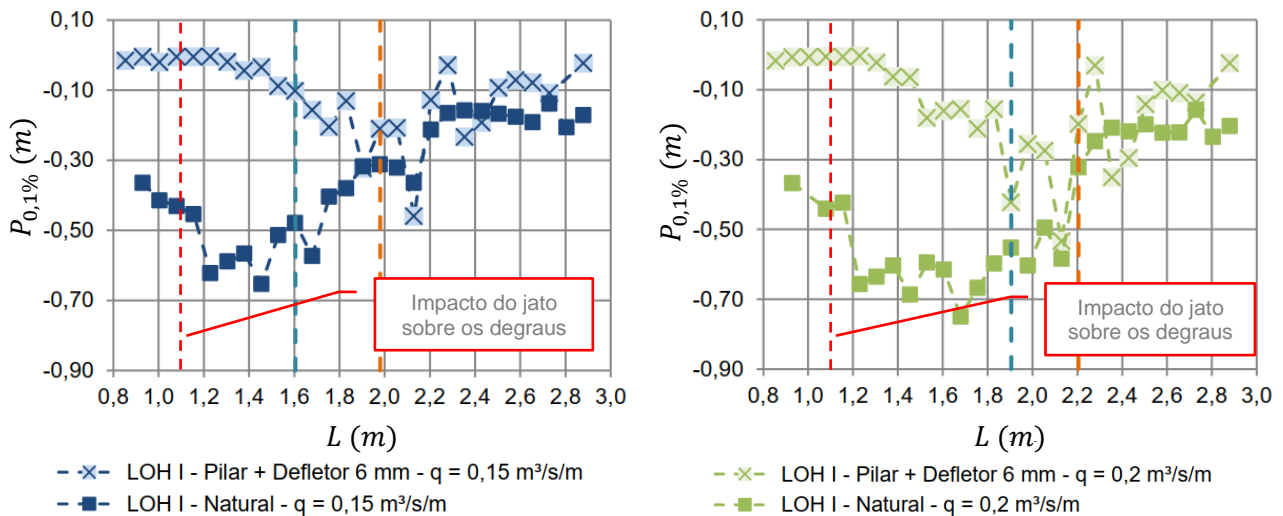 0,10
-0,10
-0,30
-0,50
-0,70
-0,90
P0,1% (m)
0,8 1,0 1,2 1,4 1,6 1,8 2,0 2,2 2,4 2,6 2,8 3,0
L (m)
Impacto do jato
sobre os degraus
LOH I - Pilar + Defletor 6 mm - q = 0,15 m³/s/m
LOH I - Natural - q = 0,15 m³/s/m
0,10
-0,10
-0,30
-0,50
-0,70
-0,90
P0,1% (m)
0,8 1,0 1,2 1,4 1,6 1,8 2,0 2,2 2,4 2,6 2,8 3,0
L (m)
Impacto do jato
sobre os degraus
LOH I - Pilar + Defletor 6 mm - q = 0,2 m³/s/m
LOH I - Natural - q = 0,2 m³/s/m